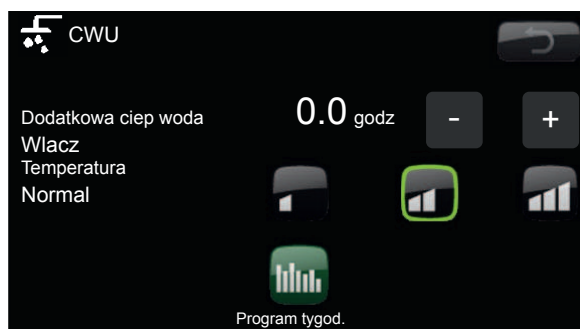 CWU
Dodatkowa ciep woda
0.0 godz
-
+
Wlacz
Temperatura
Normal
Program tygod.